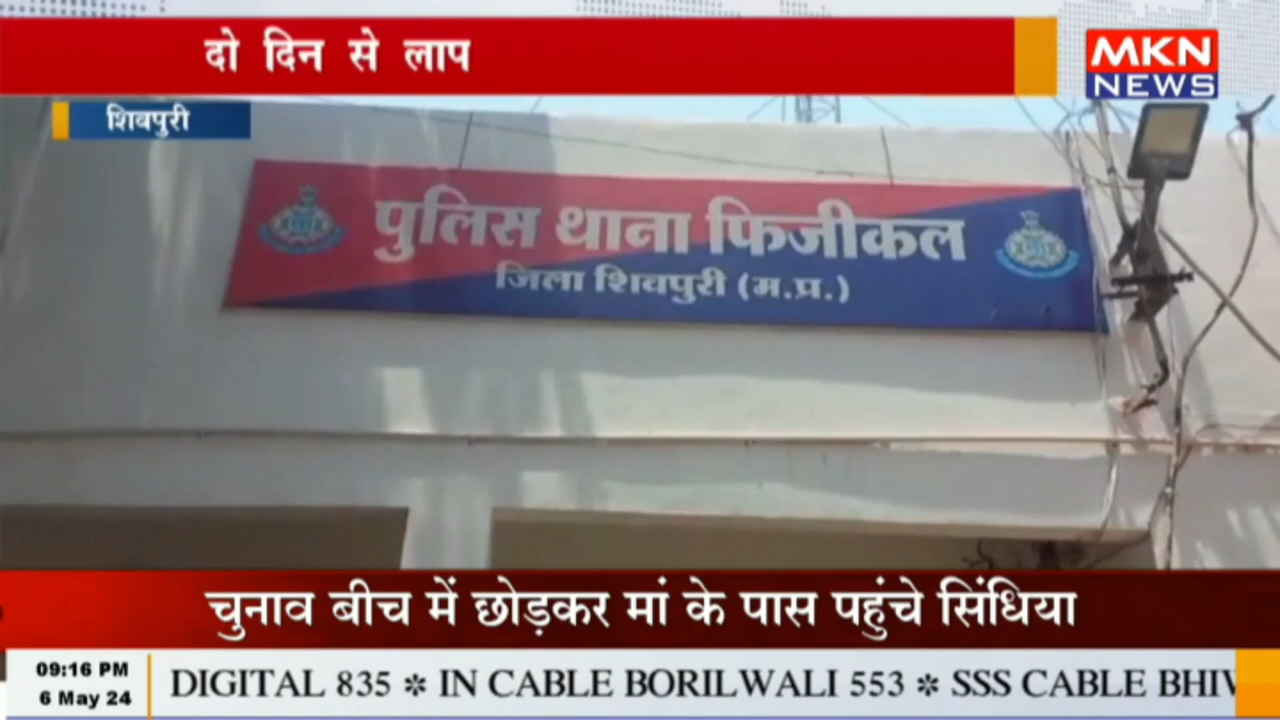 दो दिन से लाप
MKN
NEWS
शिवपुरी
पुलिस थाना फिजीकल
जिला शिवपुरी (म.प्र.)
चुनाव बीच में छोड़कर मां के पास पहुंचे सिंधिया
09:16 PM
6 May 24
DIGITAL 835 ✻ IN CABLE BORILWALI 553 ✻ SSS CABLE BHIV